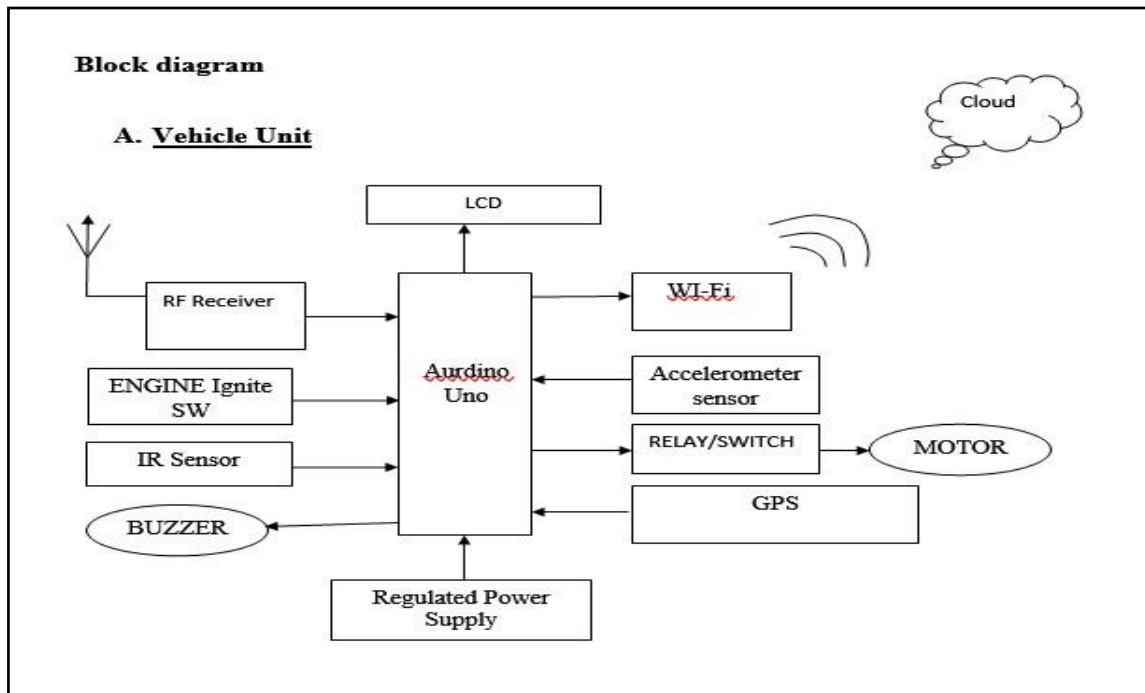 Block diagram
Cloud
A. Vehicle Unit
LCD
RF Receiver
WI-Fi
ENGINE Ignite
SW
Aurdino
Uno
Accelerometer
sensor
IR Sensor
RELAY/SWITCH
MOTOR
BUZZER
GPS
Regulated Power
Supply